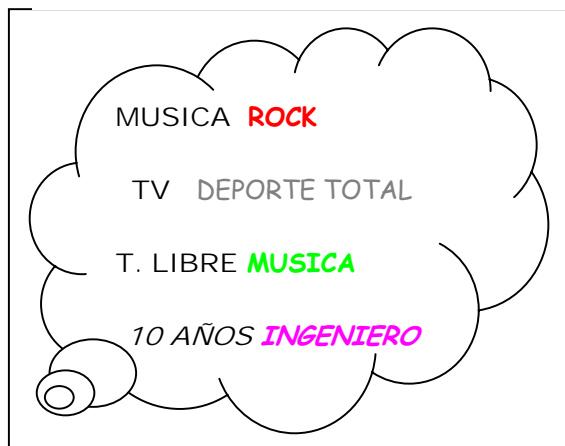 MUSICA ROCK
TV DEPORTE TOTAL
T. LIBRE MUSICA
10 AÑOS INGENIERO